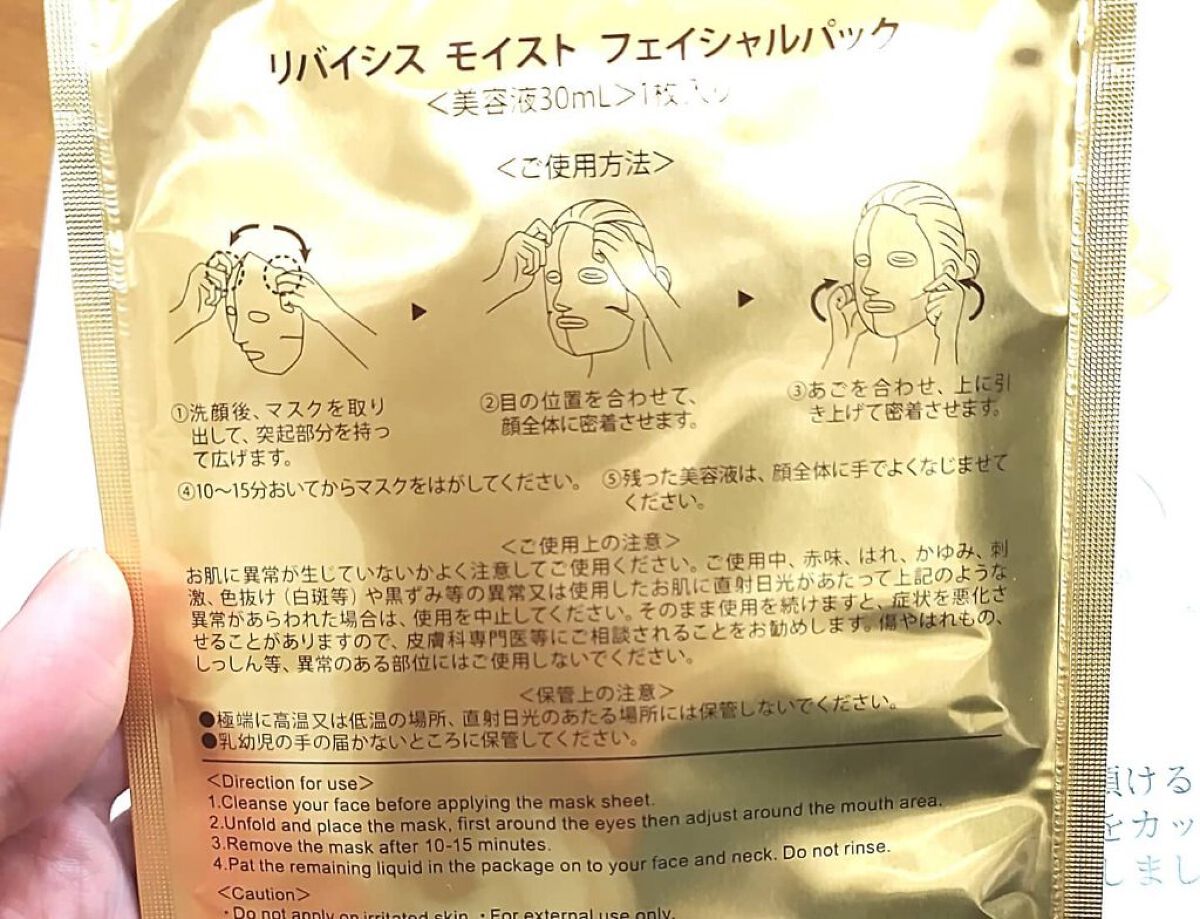 リバイシス モイスト フェイシャルパック
＜美容液30mL＞1枚入り
＜ご使用方法＞
①洗顔後、マスクを取り
出して、突起部分を持っ
て広げます。
②目の位置を合わせて、
顔全体に密着させます。
③あごを合わせ、上に引
き上げて密着させます。
④10〜15分おいてからマスクをはがしてください。
⑤残った美容液は、顔全体に手でよくなじませて
ください。
＜ご使用上の注意＞
お肌に異常が生じていないかよく注意してご使用ください。ご使用中、赤味、はれ、かゆみ、刺
激、色抜け（白斑等）や黒ずみ等の異常又は使用したお肌に直射日光があたって上記のような
異常があらわれた場合は、使用を中止してください。そのまま使用を続けますと、症状を悪化さ
せることがありますので、皮膚科専門医等にご相談されることをお勧めします。傷やはれもの、
しっしん等、異常のある部位にはご使用しないでください。
＜保管上の注意＞
●極端に高温又は低温の場所、直射日光のあたる場所には保管しないでください。
●乳幼児の手の届かないところに保管してください。
<Direction for use>
1.Cleanse your face before applying the mask sheet.
2.Unfold and place the mask, first around the eyes then adjust around the mouth area.
3.Remove the mask after 10-15 minutes.
4.Pat the remaining liquid in the package on to your face and neck. Do not rinse.
<Caution>
・Do not apply on irritated skin. ・For external use only.
傾ける
をカッ
しまし